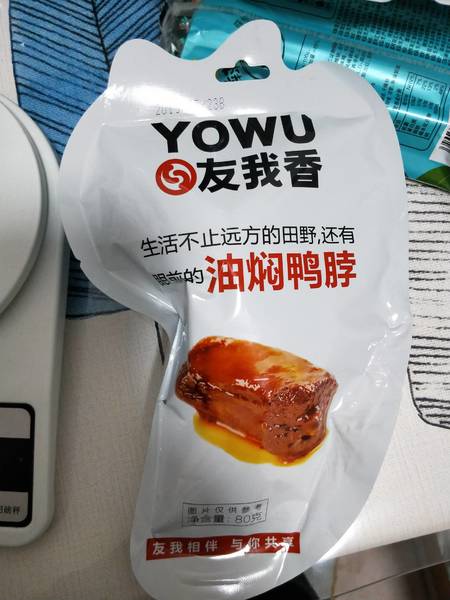 YOWU
友我香
生活不止远方的田野,还有
眼前的油焖鸭脖
图片仅供参考
净含量: 80克
友我相伴 与你共享